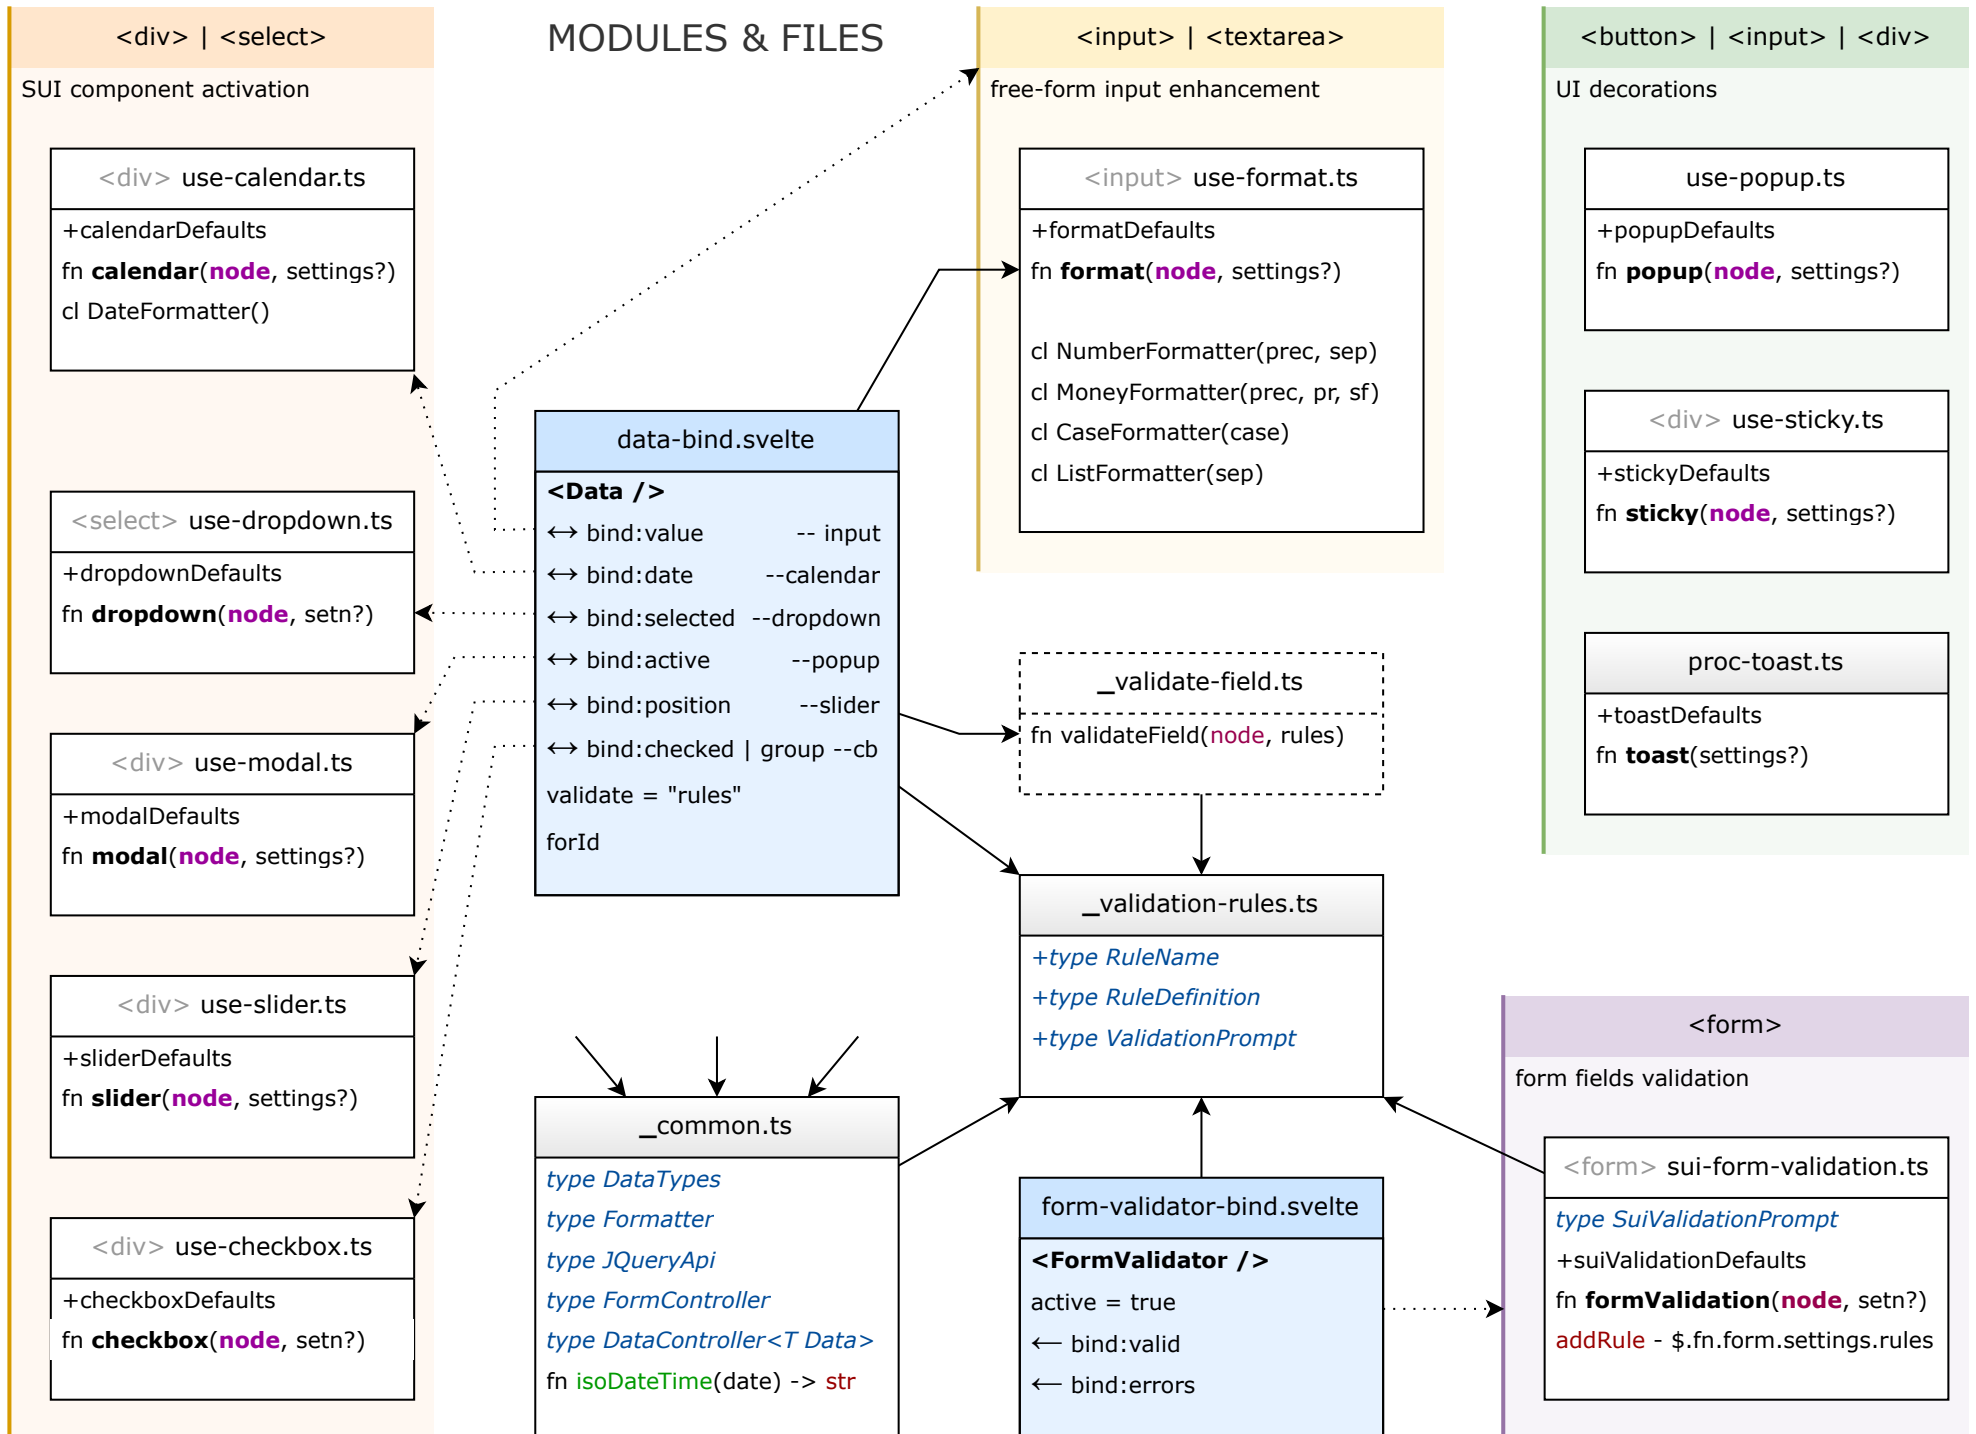 MODULES & FILES
<div> | <select>
SUI component activation
<div> use-calendar.ts
+calendarDefaults
fn calendar(node, settings?)
cl DateFormatter()
<select> use-dropdown.ts
+dropdownDefaults
fn dropdown(node, setn?)
<div> use-modal.ts
+modalDefaults
fn modal(node, settings?)
<div> use-slider.ts
+sliderDefaults
fn slider(node, settings?)
<div> use-checkbox.ts
+checkboxDefaults
fn checkbox(node, setn?)
data-bind.svelte
<Data />
↔ bind:value -- input
↔ bind:date --calendar
↔ bind:selected --dropdown
↔ bind:active --popup
↔ bind:position --slider
↔ bind:checked | group --cb
validate = "rules"
forId
_common.ts
type DataTypes
type Formatter
type JQueryApi
type FormController
type DataController<T Data>
fn isoDateTime(date) -> str
<input> | <textarea>
free-form input enhancement
<input> use-format.ts
+formatDefaults
fn format(node, settings?)
cl NumberFormatter(prec, sep)
cl MoneyFormatter(prec, pr, sf)
cl CaseFormatter(case)
cl ListFormatter(sep)
_validate-field.ts
fn validateField(node, rules)
_validation-rules.ts
+type RuleName
+type RuleDefinition
+type ValidationPrompt
form-validator-bind.svelte
<FormValidator />
active = true
← bind:valid
← bind:errors
<button> | <input> | <div>
UI decorations
use-popup.ts
+popupDefaults
fn popup(node, settings?)
<div> use-sticky.ts
+stickyDefaults
fn sticky(node, settings?)
proc-toast.ts
+toastDefaults
fn toast(settings?)
<form>
form fields validation
<form> sui-form-validation.ts
type SuiValidationPrompt
+suiValidationDefaults
fn formValidation(node, setn?)
addRule - $.fn.form.settings.rules